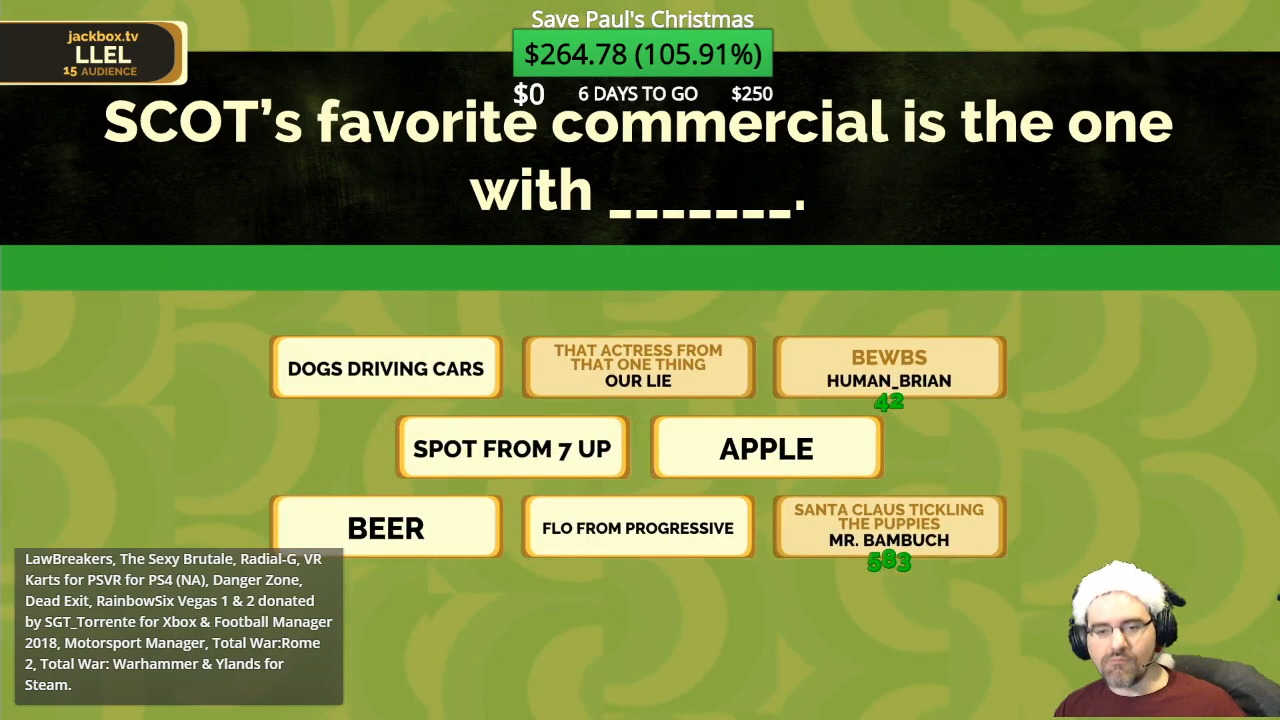 jackbox.tv
LLEL
15 AUDIENCE
Save Paul's Christmas
$264.78 (105.91%)
$0 6 DAYS TO GO $250
SCOT's favorite commercial is the one
with _______.
DOGS DRIVING CARS
THAT ACTRESS FROM
THAT ONE THING
OUR LIE
BEWBS
HUMAN_BRIAN
42
SPOT FROM 7 UP
APPLE
BEER
FLO FROM PROGRESSIVE
SANTA CLAUS TICKLING
THE PUPPIES
MR. BAMBUCH
583
LawBreakers, The Sexy Brutale, Radial-G, VR
Karts for PSVR for PS4 (NA), Danger Zone,
Dead Exit, RainbowSix Vegas 1 & 2 donated
by SGT_Torrente for Xbox & Football Manager
2018, Motorsport Manager, Total War:Rome
2, Total War: Warhammer & Ylands for
Steam.